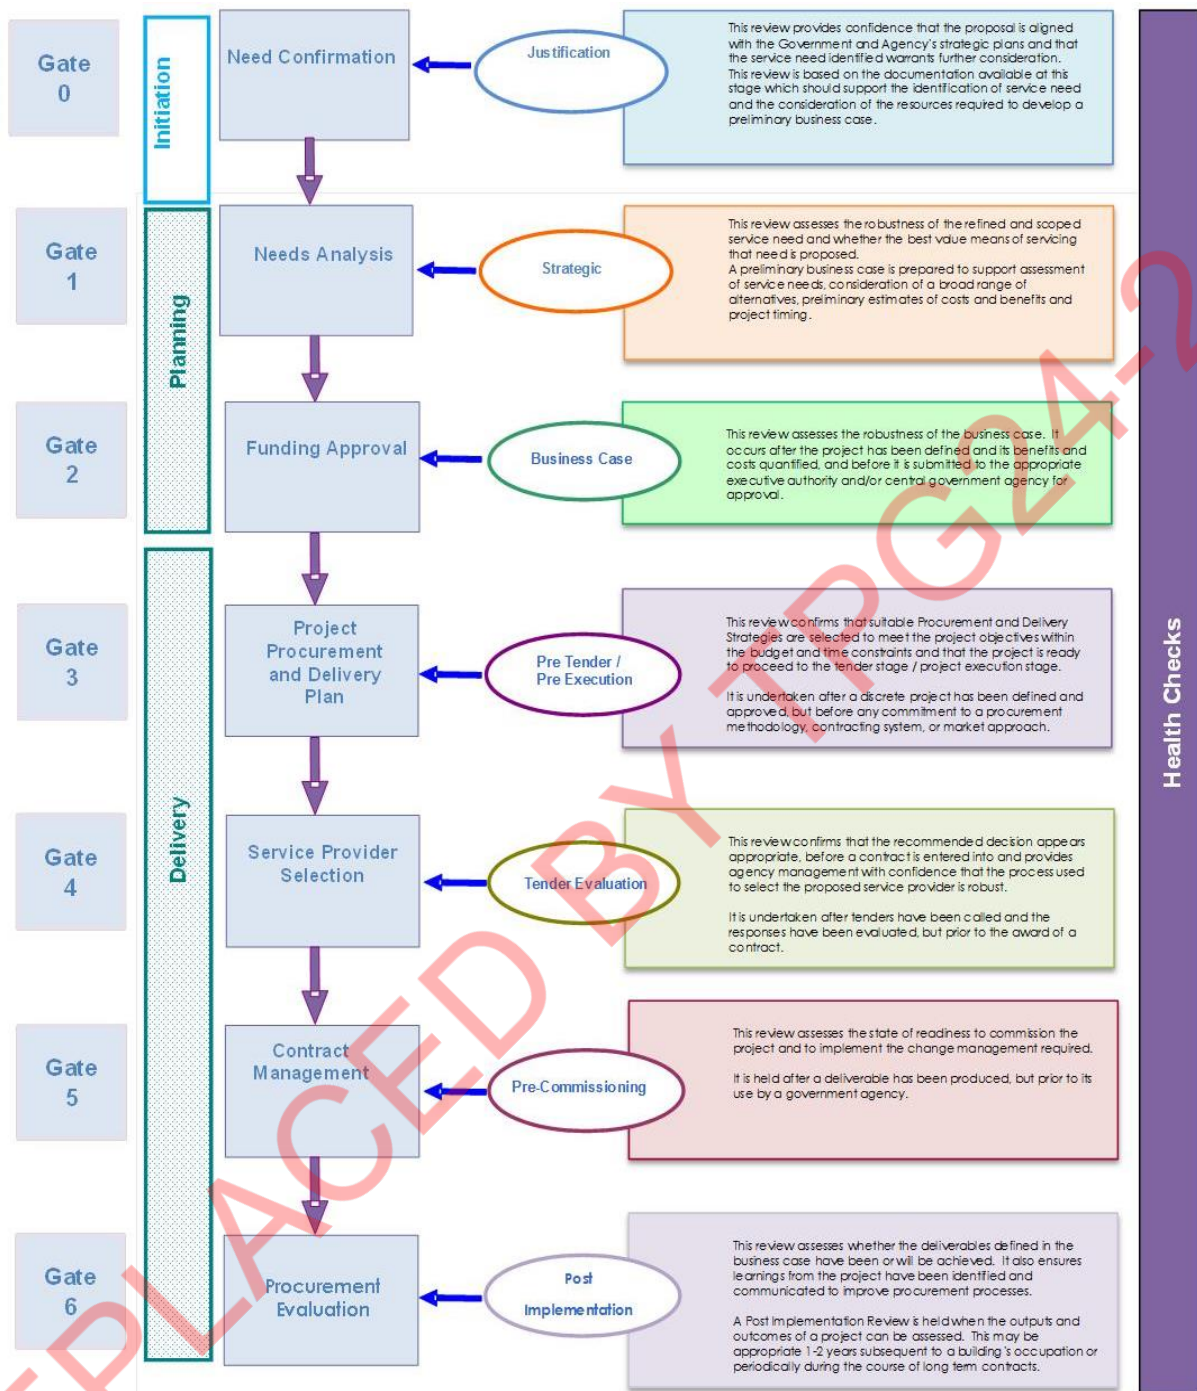 Gate
0
Initiation
Need Confirmation
Justification
This review provides confidence that the proposal is aligned
with the Government and Agency's strategic plans and that
the service need identified warrants further consideration.
This review is based on the documentation available at this
stage which should support the identification of service need
and the consideration of the resources required to develop a
preliminary business case.
Gate
1
Planning
Needs Analysis
Strategic
This review assesses the robustness of the refined and scoped
service need and whether the best value means of servicing
that need is proposed.
A preliminary business case is prepared to support assessment
of service needs, consideration of a broad range of
alternatives, preliminary estimates of costs and benefits and
project timing.
Gate
2
Funding Approval
Business Case
This review assesses the robustness of the business case. It
occurs after the project has been defined and its benefits and
costs quantified, and before it is submitted to the appropriate
executive authority and/or central government agency for
approval.
Gate
3
Delivery
Project
Procurement
and Delivery
Plan
Pre Tender /
Pre Execution
This review confirms that suitable Procurement and Delivery
Strategies are selected to meet the project objectives within
the budget and time constraints and that the project is ready
to proceed to the tender stage / project execution stage.
It is undertaken after a discrete project has been defined and
approved, but before any commitment to a procurement
methodology, contracting system, or market approach.
Gate
4
Service Provider
Selection
Tender Evaluation
This review confirms that the recommended decision appears
appropriate, before a contract is entered into and provides
agency management with confidence that the process used
to select the proposed service provider is robust.
It is undertaken after tenders have been called and the
responses have been evaluated, but prior to the award of a
contract.
Gate
5
Contract
Management
Pre-Commissioning
This review assesses the state of readiness to commission the
project and to implement the change management required.
It is held after a deliverable has been produced, but prior to its
use by a government agency.
Gate
6
Procurement
Evaluation
Post
Implementation
This review assesses whether the deliverables defined in the
business case have been or will be achieved. It also ensures
learnings from the project have been identified and
communicated to improve procurement processes.
A Post Implementation Review is held when the outputs and
outcomes of a project can be assessed. This may be
appropriate 1-2 years subsequent to a building's occupation or
periodically during the course of long term contracts.
Health Checks
EPLACED BY TPG24-2